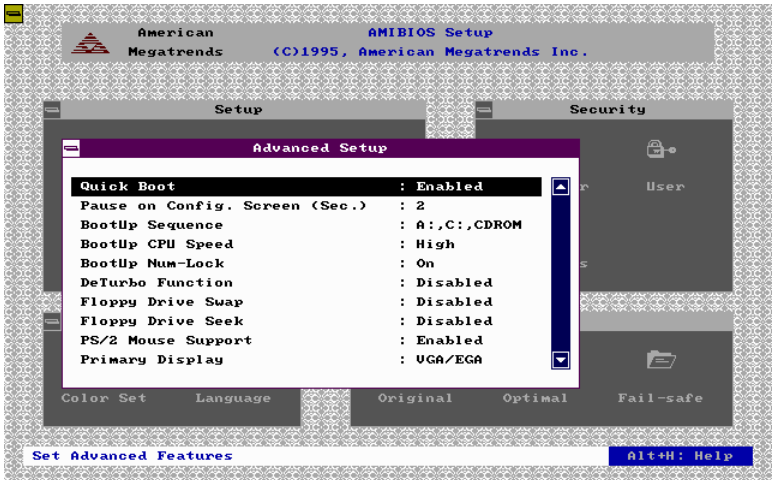 American AMIBIOS Setup
Megatrends (C)1995, American Megatrends Inc.
Setup
Security
Advanced Setup
Quick Boot : Enabled
Pause on Config. Screen (Sec.) : 2
BootUp Sequence : A:,C:,CDROM
BootUp CPU Speed : High
BootUp Num-Lock : On
DeTurbo Function : Disabled
Floppy Drive Swap : Disabled
Floppy Drive Seek : Disabled
PS/2 Mouse Support : Enabled
Primary Display : VGA/EGA
User
Color Set Language Original Optimal Fail-safe
Set Advanced Features Alt+H: Help